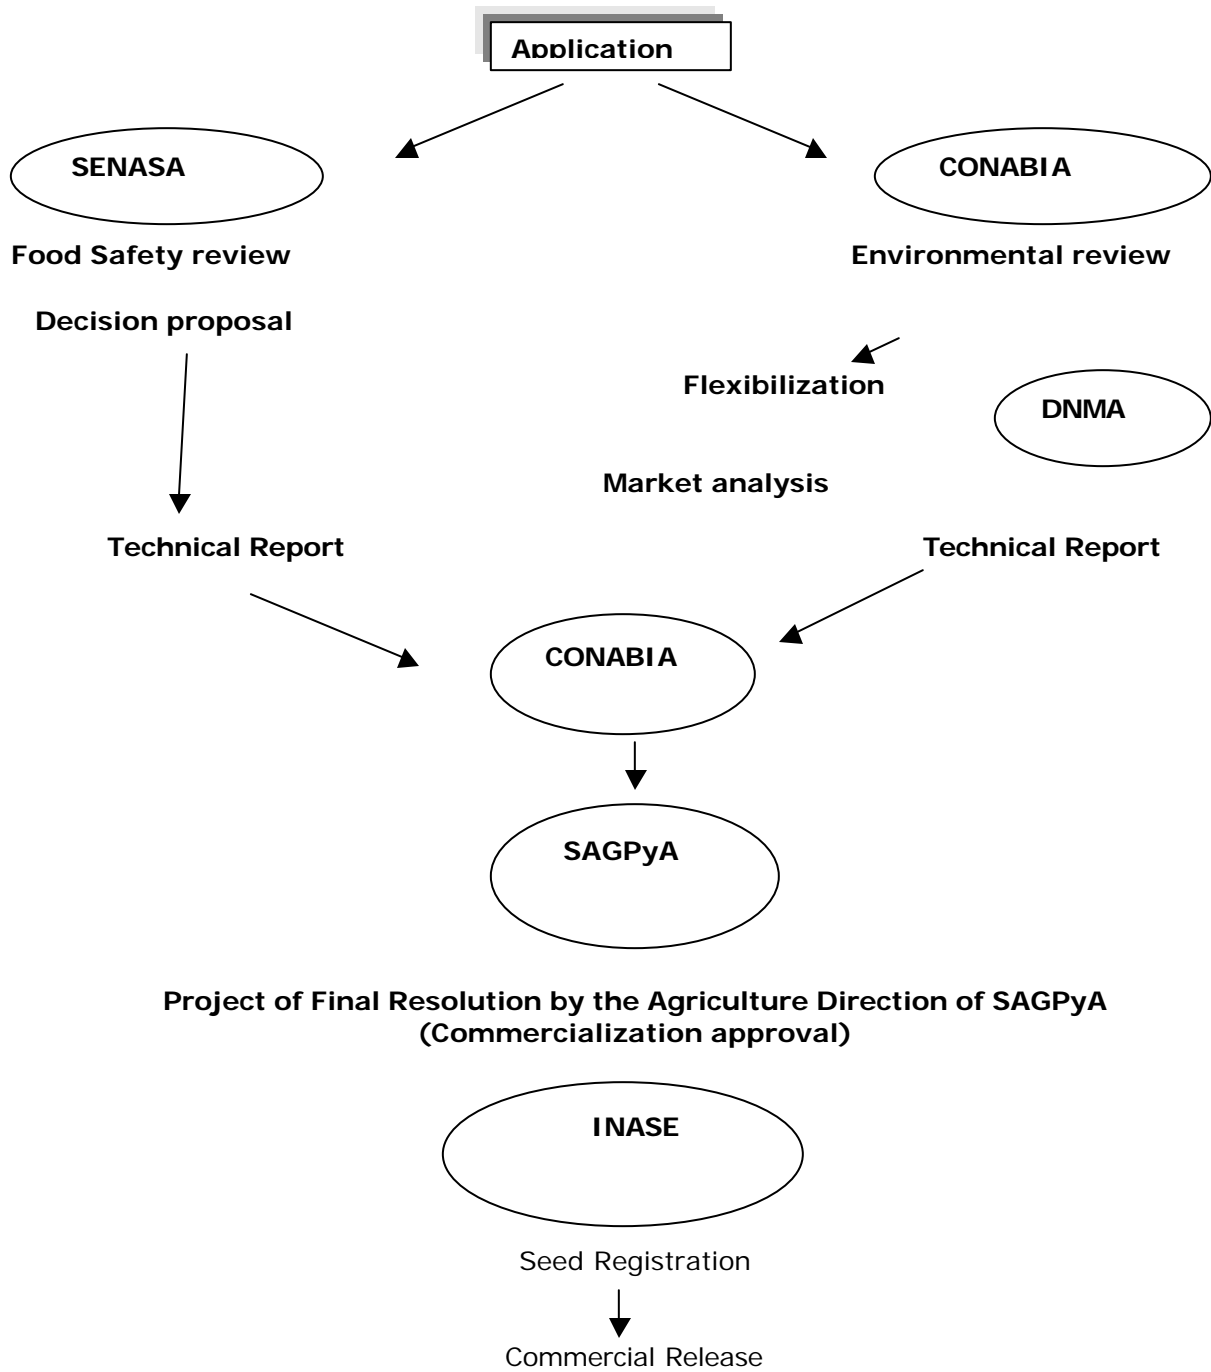 Application
SENASA
CONABIA
Food Safety review
Environmental review
Decision proposal
Flexibilization
DNMA
Market analysis
Technical Report
Technical Report
CONABIA
SAGPyA
Project of Final Resolution by the Agriculture Direction of SAGPyA
(Commercialization approval)
INASE
Seed Registration
Commercial Release